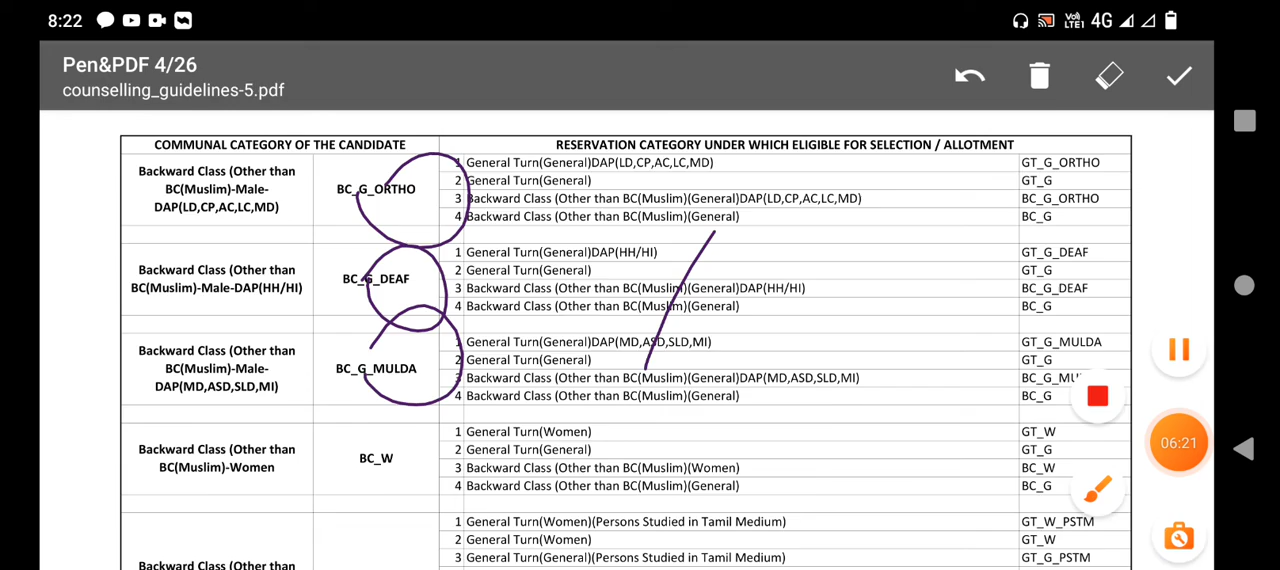 8:22
Vo)) LTE1 4G
Pen&PDF 4/26
counselling_guidelines-5.pdf
COMMUNAL CATEGORY OF THE CANDIDATE RESERVATION CATEGORY UNDER WHICH ELIGIBLE FOR SELECTION / ALLOTMENT
Backward Class (Other than
BC(Muslim)-Male-
DAP(LD,CP,AC,LC,MD)
BC_G_ORTHO
1 General Turn(General)DAP(LD,CP,AC,LC,MD) GT_G_ORTHO
2 General Turn(General) GT_G
3 Backward Class (Other than BC(Muslim)(General)DAP(LD,CP,AC,LC,MD) BC_G_ORTHO
4 Backward Class (Other than BC(Muslim)(General) BC_G
Backward Class (Other than
BC(Muslim)-Male-DAP(HH/HI)
BC_G_DEAF
1 General Turn(General)DAP(HH/HI) GT_G_DEAF
2 General Turn(General) GT_G
3 Backward Class (Other than BC(Muslim)(General)DAP(HH/HI) BC_G_DEAF
4 Backward Class (Other than BC(Muslim)(General) BC_G
Backward Class (Other than
BC(Muslim)-Male-
DAP(MD,ASD,SLD,MI)
BC_G_MULDA
1 General Turn(General)DAP(MD,ASD,SLD,MI) GT_G_MULDA
2 General Turn(General) GT_G
3 Backward Class (Other than BC(Muslim)(General)DAP(MD,ASD,SLD,MI)
4 Backward Class (Other than BC(Muslim)(General) BC_G
Backward Class (Other than
BC(Muslim)-Women
BC_W
1 General Turn(Women) GT_W
2 General Turn(General) GT_G
3 Backward Class (Other than BC(Muslim)(Women) BC_W
4 Backward Class (Other than BC(Muslim)(General) BC_G
06:21
1 General Turn(Women)(Persons Studied in Tamil Medium) GT_W_PSTM
2 General Turn(Women) GT_W
3 General Turn(General)(Persons Studied in Tamil Medium) GT_G_PSTM
Backward Class (Other than